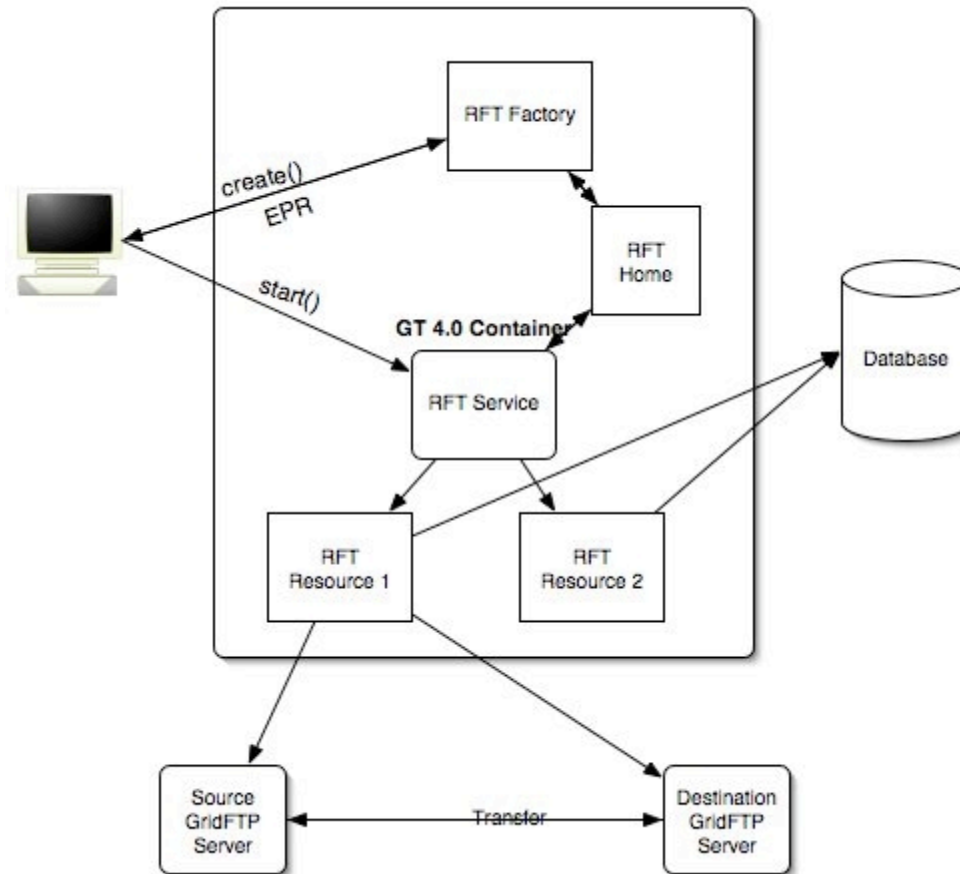 RFT Factory
create()
EPR
RFT
Home
start()
GT 4.0 Container
Database
RFT Service
RFT
Resource 1
RFT
Resource 2
Source
GridFTP
Server
Transfer
Destination
GridFTP
Server